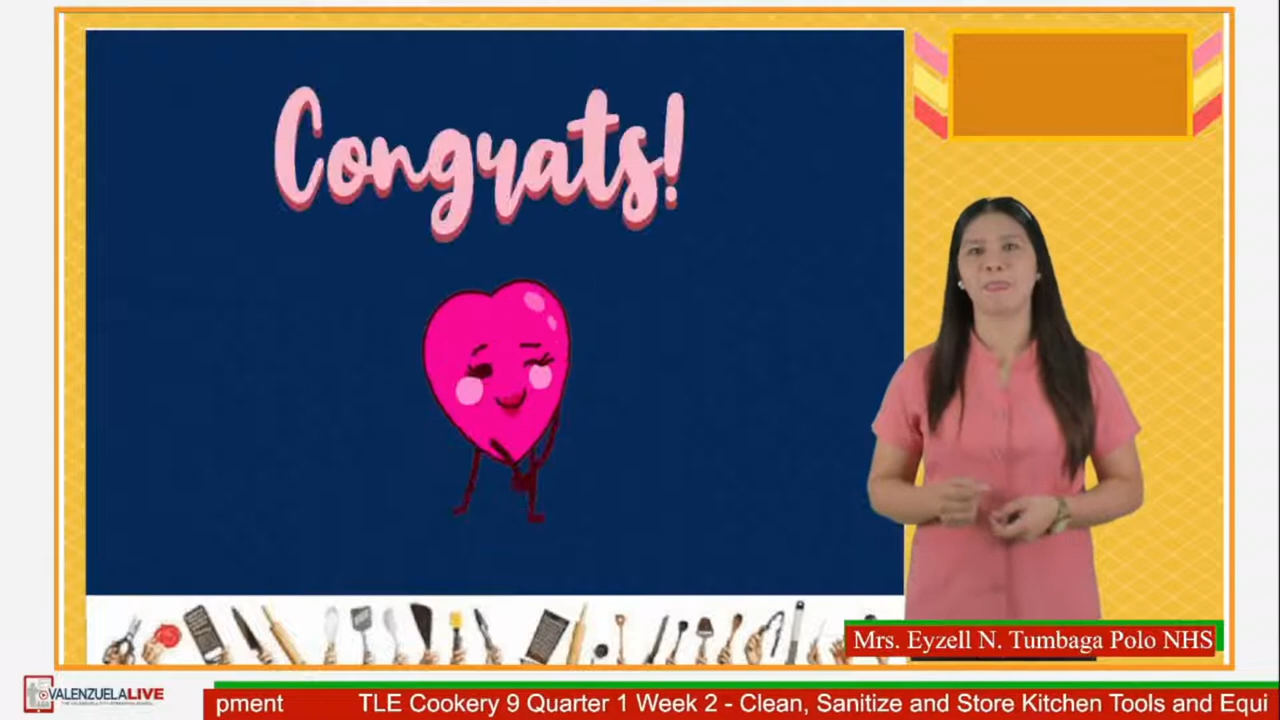 Congrats!
Mrs. Eyzell N. Tumbaga Polo NHS
VALENZUELALIVE
pment TLE Cookery 9 Quarter 1 Week 2 - Clean, Sanitize and Store Kitchen Tools and Equi